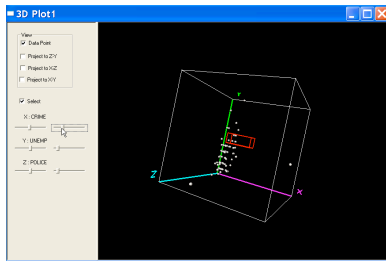 3D Plot1
View
Data Point
Project to Z-Y
Project to X-Z
Project to X-Y
Select
X : CRIME
Y : UNEMP
Z : POLICE
Y
Z
X